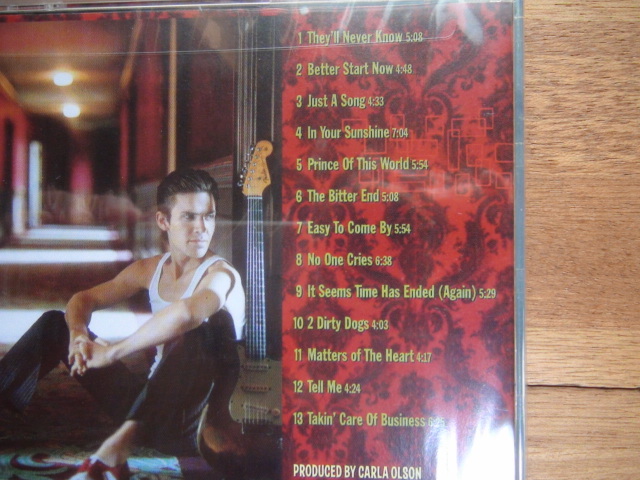 1 They'll Never Know 5:08
2 Better Start Now 4:48
3 Just A Song 4:33
4 In Your Sunshine 7:04
5 Prince Of This World 5:54
6 The Bitter End 5:08
7 Easy To Come By 5:54
8 No One Cries 6:38
9 It Seems Time Has Ended (Again) 5:29
10 2 Dirty Dogs 4:03
11 Matters of The Heart 4:17
12 Tell Me 4:24
13 Takin' Care Of Business
PRODUCED BY CARLA OLSON